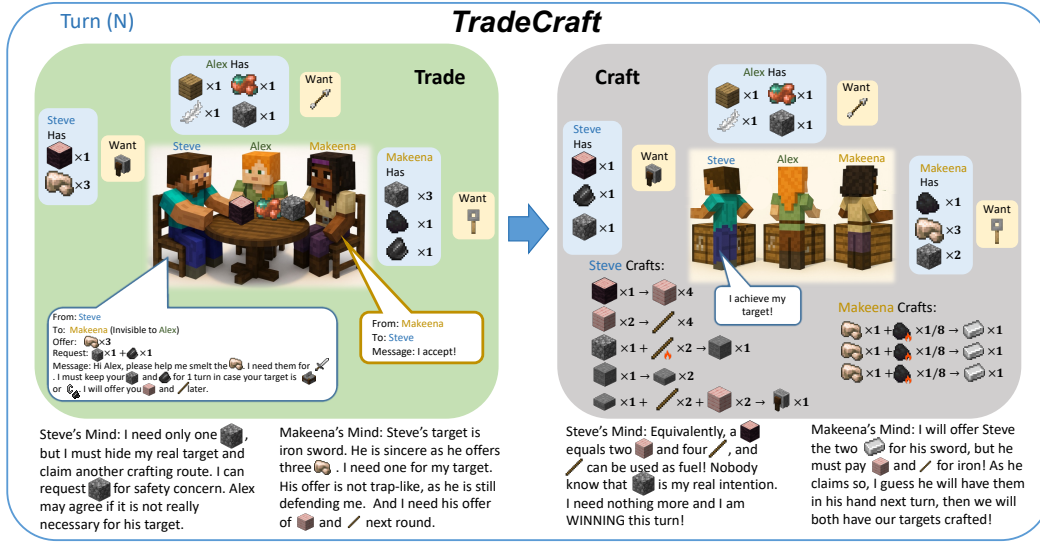 Turn (N)
TradeCraft
Trade
Alex Has
×1
×1
×1
×1
Want
Steve
Has
×1
×3
Want
Steve
Alex
Makeena
Makeena
Has
×3
×1
×1
Want
From: Steve
To: Makeena (Invisible to Alex)
Offer: ×3
Request: ×1 + ×1
Message: Hi Alex, please help me smelt the . I need them for
. I must keep your and for 1 turn in case your target is
or . I will offer you and later.
From: Makeena
To: Steve
Message: I accept!
Steve's Mind: I need only one ,
but I must hide my real target and
claim another crafting route. I can
request for safety concern. Alex
may agree if it is not really
necessary for his target.
Makeena's Mind: Steve's target is
iron sword. He is sincere as he offers
three . I need one for my target.
His offer is not trap-like, as he is still
defending me. And I need his offer
of and next round.
Craft
Alex Has
×1
×1
×1
×1
Want
Steve
Has
×1
×1
×1
Want
Steve
Alex
Makeena
Makeena
Has
×1
×3
×2
Want
I achieve my
target!
Steve Crafts:
×1 → ×4
×2 → ×4
×1 + ×2 → ×1
×1 → ×2
×1 + ×2 + ×2 → ×1
Makeena Crafts:
×1 + ×1/8 → ×1
×1 + ×1/8 → ×1
×1 + ×1/8 → ×1
Steve's Mind: Equivalently, a
equals two and four , and
can be used as fuel! Nobody
know that is my real intention.
I need nothing more and I am
WINNING this turn!
Makeena's Mind: I will offer Steve
the two for his sword, but he
must pay and for iron! As he
claims so, I guess he will have them
in his hand next turn, then we will
both have our targets crafted!